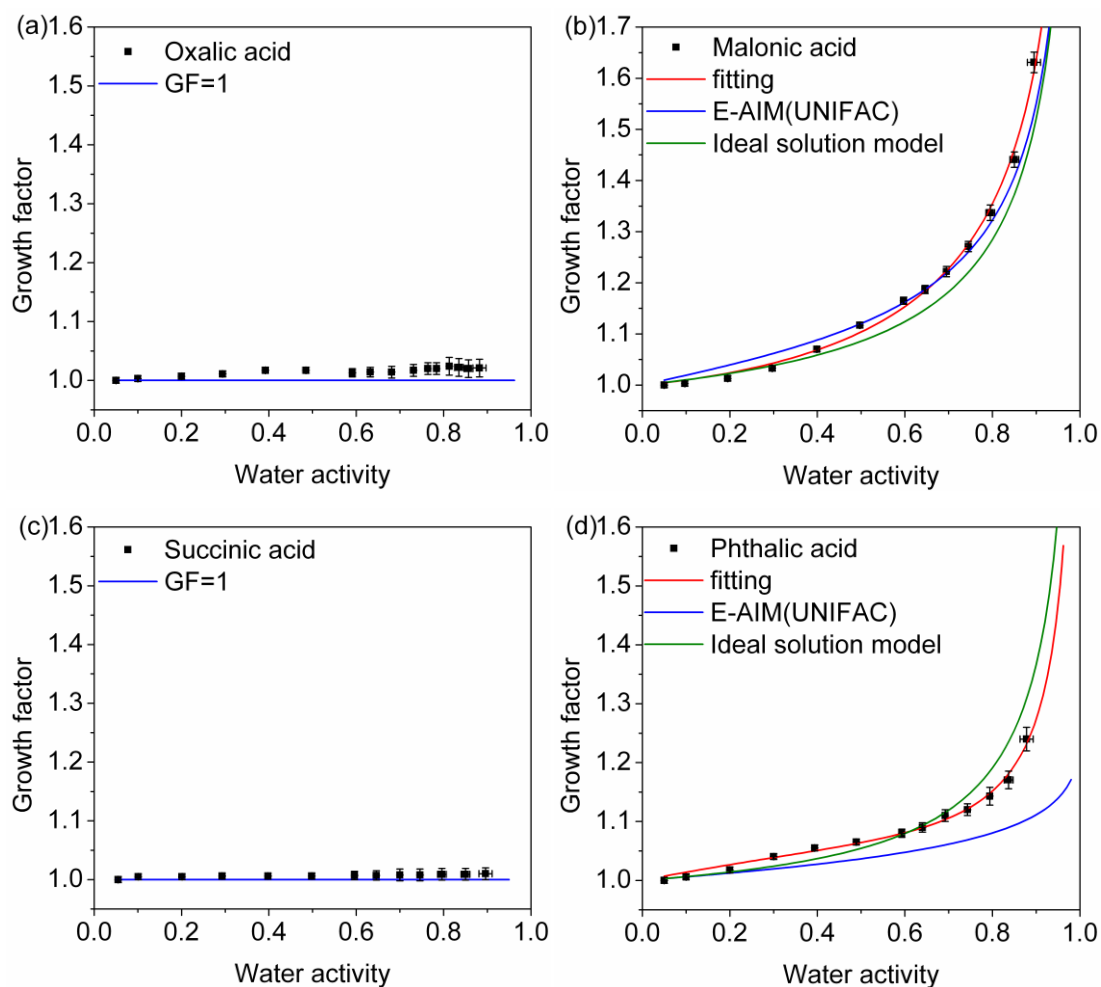 (a)
1.6
1.5
1.4
1.3
1.2
1.1
1.0
Growth factor
Oxalic acid
GF=1
0.0 0.2 0.4 0.6 0.8 1.0
Water activity
(b)
1.7
1.6
1.5
1.4
1.3
1.2
1.1
1.0
Growth factor
Malonic acid
fitting
E-AIM(UNIFAC)
Ideal solution model
0.0 0.2 0.4 0.6 0.8 1.0
Water activity
(c)
1.6
1.5
1.4
1.3
1.2
1.1
1.0
Growth factor
Succinic acid
GF=1
0.0 0.2 0.4 0.6 0.8 1.0
Water activity
(d)
1.6
1.5
1.4
1.3
1.2
1.1
1.0
Growth factor
Phthalic acid
fitting
E-AIM(UNIFAC)
Ideal solution model
0.0 0.2 0.4 0.6 0.8 1.0
Water activity